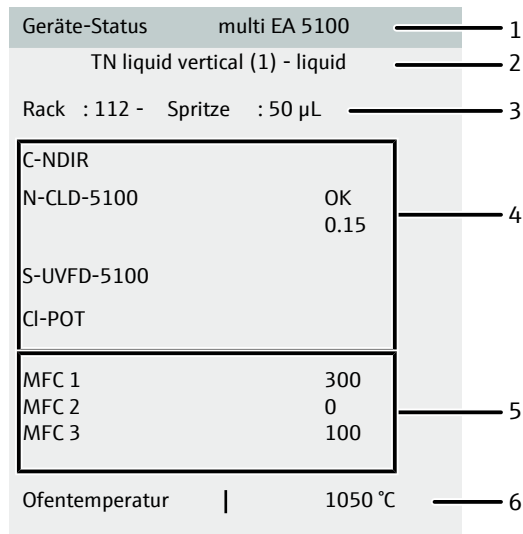 Geräte-Status multi EA 5100 1
TN liquid vertical (1) - liquid 2
Rack : 112 - Spritze : 50 µL 3
C-NDIR
N-CLD-5100 OK
0.15 4
S-UVFD-5100
Cl-POT
MFC 1 300
MFC 2 0 5
MFC 3 100
Ofentemperatur | 1050 °C 6